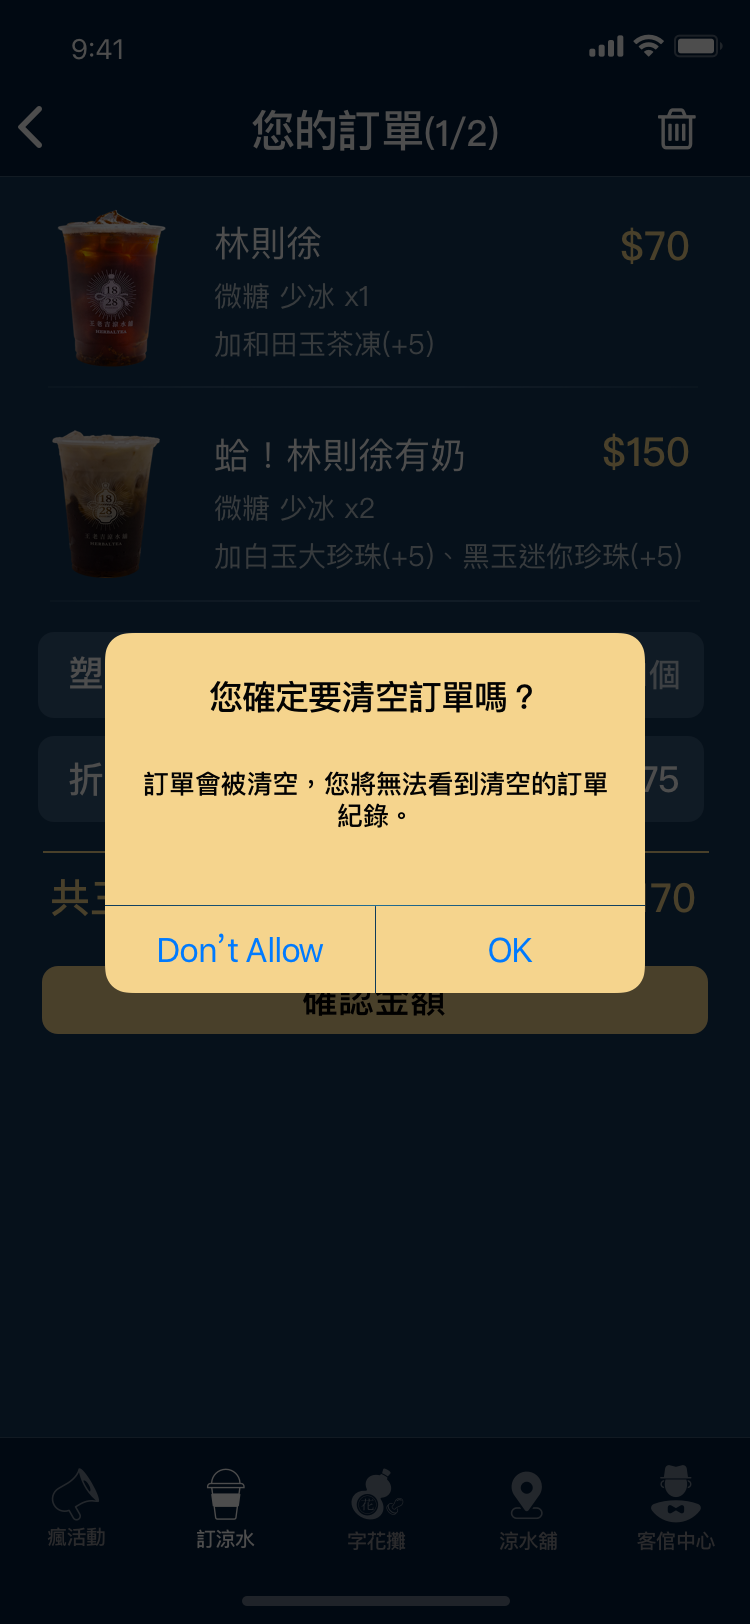 9:41
您的訂單(1/2)
林則徐
$70
微糖 少冰 x1
加和田玉茶凍(+5)
蛤！林則徐有奶
$150
微糖 少冰 x2
加白玉大珍珠(+5)、黑玉迷你珍珠(+5)
塑
個
您確定要清空訂單嗎？
折
75
訂單會被清空，您將無法看到清空的訂單
紀錄。
共
70
Don't Allow
OK
確認金額
瘋活動
訂涼水
字花攤
涼水舖
客倌中心